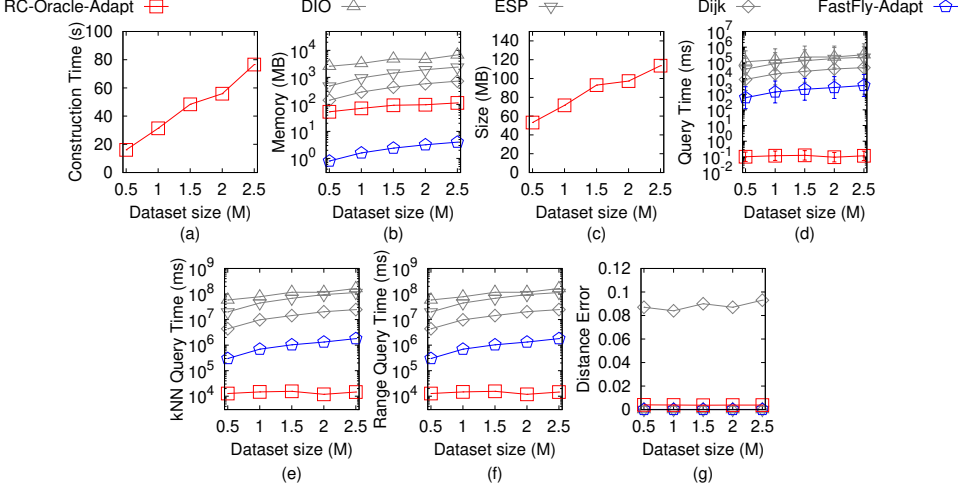 RC-Oracle-Adapt DIO ESP Dijk FastFly-Adapt
Construction Time (s)
100
80
60
40
20
0
0.5 1 1.5 2 2.5
Dataset size (M)
(a)
Memory (MB)
10^4
10^3
10^2
10^1
10^0
0.5 1 1.5 2 2.5
Dataset size (M)
(b)
Size (MB)
140
120
100
80
60
40
20
0
0.5 1 1.5 2 2.5
Dataset size (M)
(c)
Query Time (ms)
10^7
10^6
10^5
10^4
10^3
10^2
10^1
10^0
10^-1
10^-2
0.5 1 1.5 2 2.5
Dataset size (M)
(d)
kNN Query Time (ms)
10^9
10^8
10^7
10^6
10^5
10^4
0.5 1 1.5 2 2.5
Dataset size (M)
(e)
Range Query Time (ms)
10^9
10^8
10^7
10^6
10^5
10^4
0.5 1 1.5 2 2.5
Dataset size (M)
(f)
Distance Error
0.12
0.1
0.08
0.06
0.04
0.02
0
0.5 1 1.5 2 2.5
Dataset size (M)
(g)